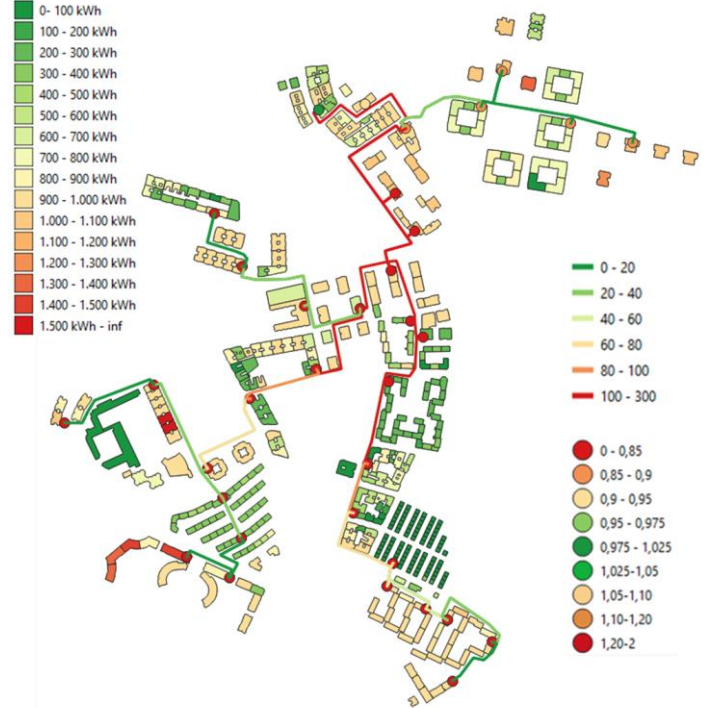 0- 100 kWh
100 - 200 kWh
200 - 300 kWh
300 - 400 kWh
400 - 500 kWh
500 - 600 kWh
600 - 700 kWh
700 - 800 kWh
800 - 900 kWh
900 - 1.000 kWh
1.000 - 1.100 kWh
1.100 - 1.200 kWh
1.200 - 1.300 kWh
1.300 - 1.400 kWh
1.400 - 1.500 kWh
1.500 kWh - inf
0 - 20
20 - 40
40 - 60
60 - 80
80 - 100
100 - 300
0 - 0,85
0,85 - 0,9
0,9 - 0,95
0,95 - 0,975
0,975 - 1,025
1,025-1,05
1,05-1,10
1,10-1,20
1,20-2